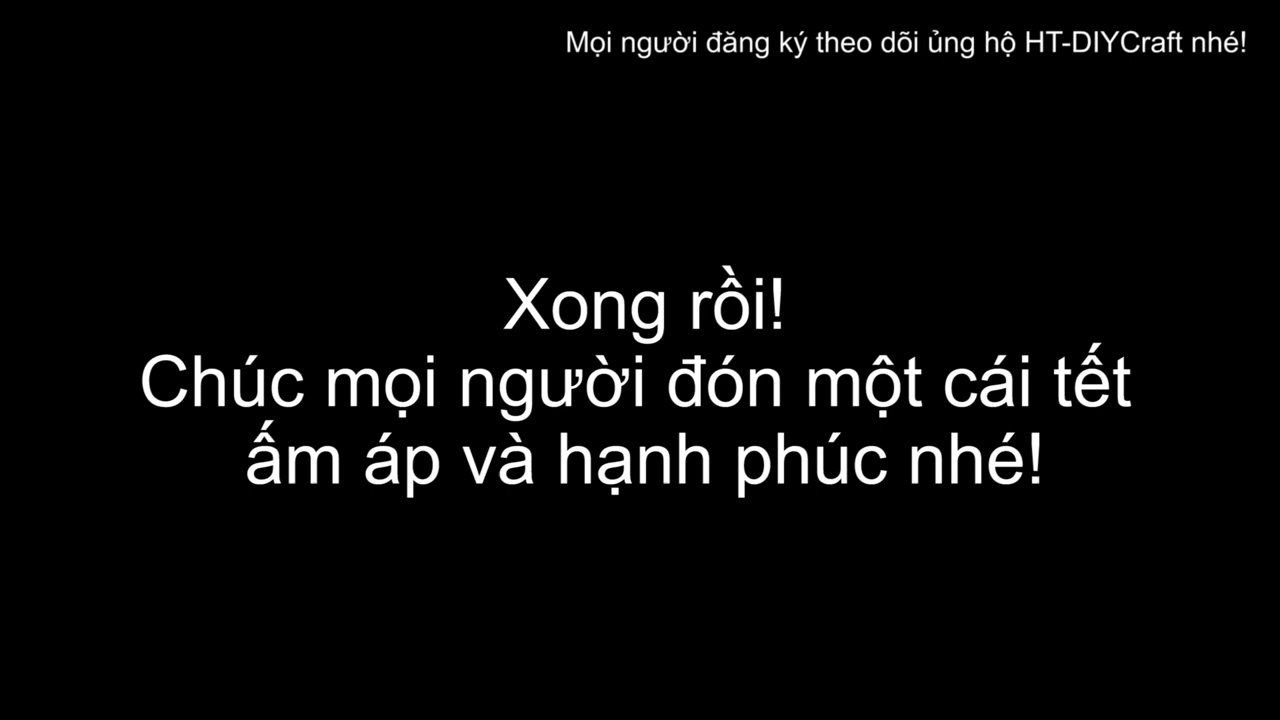 Mọi người đăng ký theo dõi ủng hộ HT-DIYCraft nhé!
Xong rồi!
Chúc mọi người đón một cái tết
ấm áp và hạnh phúc nhé!